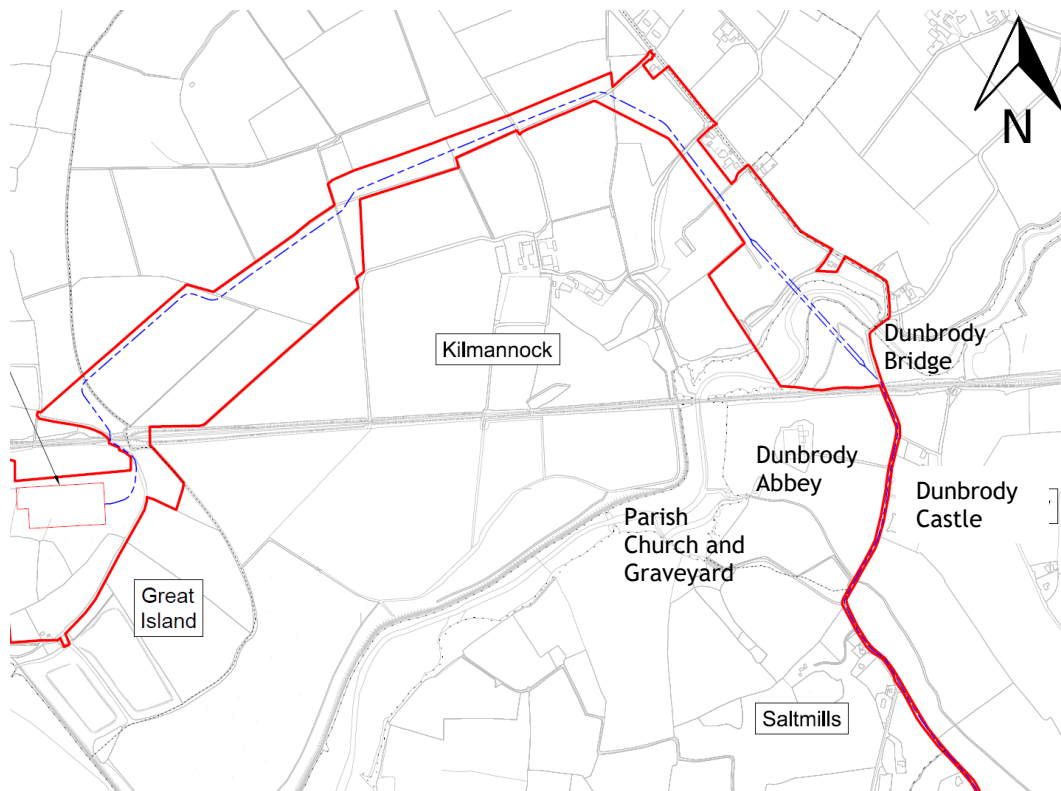 N
Dunbrody
Bridge
Kilmannock
Dunbrody
Abbey
Dunbrody
Castle
Parish
Church and
Graveyard
Great
Island
Saltmills